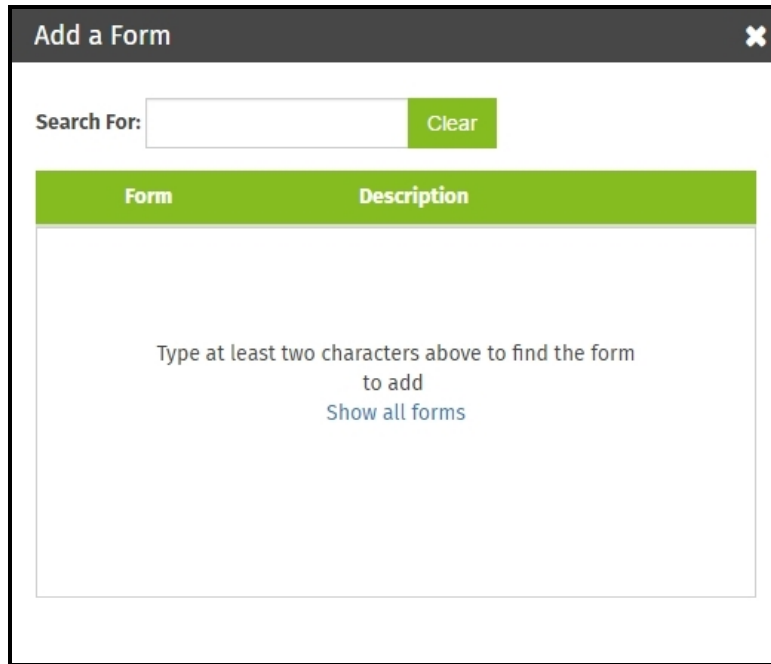 Add a Form
Search For:
Clear
Form Description
Type at least two characters above to find the form
to add
Show all forms